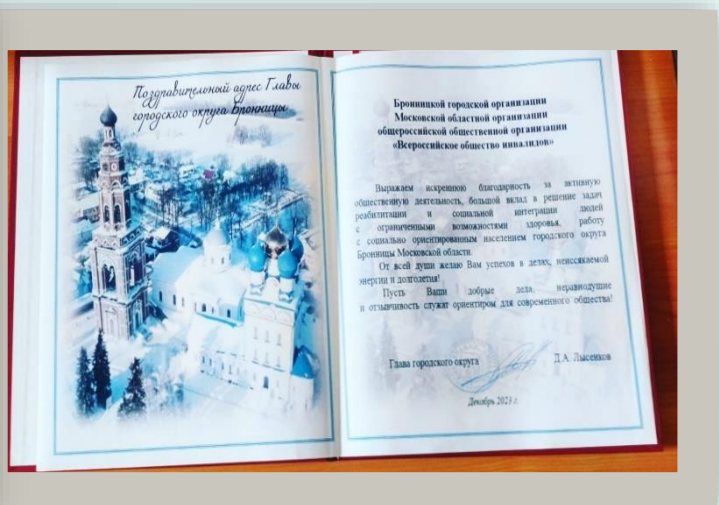 Поздравительный адрес Главы
городского округа Бронницы
Бронницкой городской организации
Московской областной организации
общероссийской общественной организации
«Всероссийское общество инвалидов»
Выражаем искреннюю благодарность за активную
общественную деятельность, большой вклад в решение задач
реабилитации и социальной интеграции людей
с ограниченными возможностями здоровья, работу
с социально ориентированным населением городского округа
Бронницы Московской области.
От всей души желаю Вам успехов в делах, неиссякаемой
энергии и долголетия!
Пусть Ваши добрые дела, неравнодушие
и отзывчивость служат ориентиром для современного общества!
Глава городского округа Д.А. Лысенков
Декабрь 2023 г.